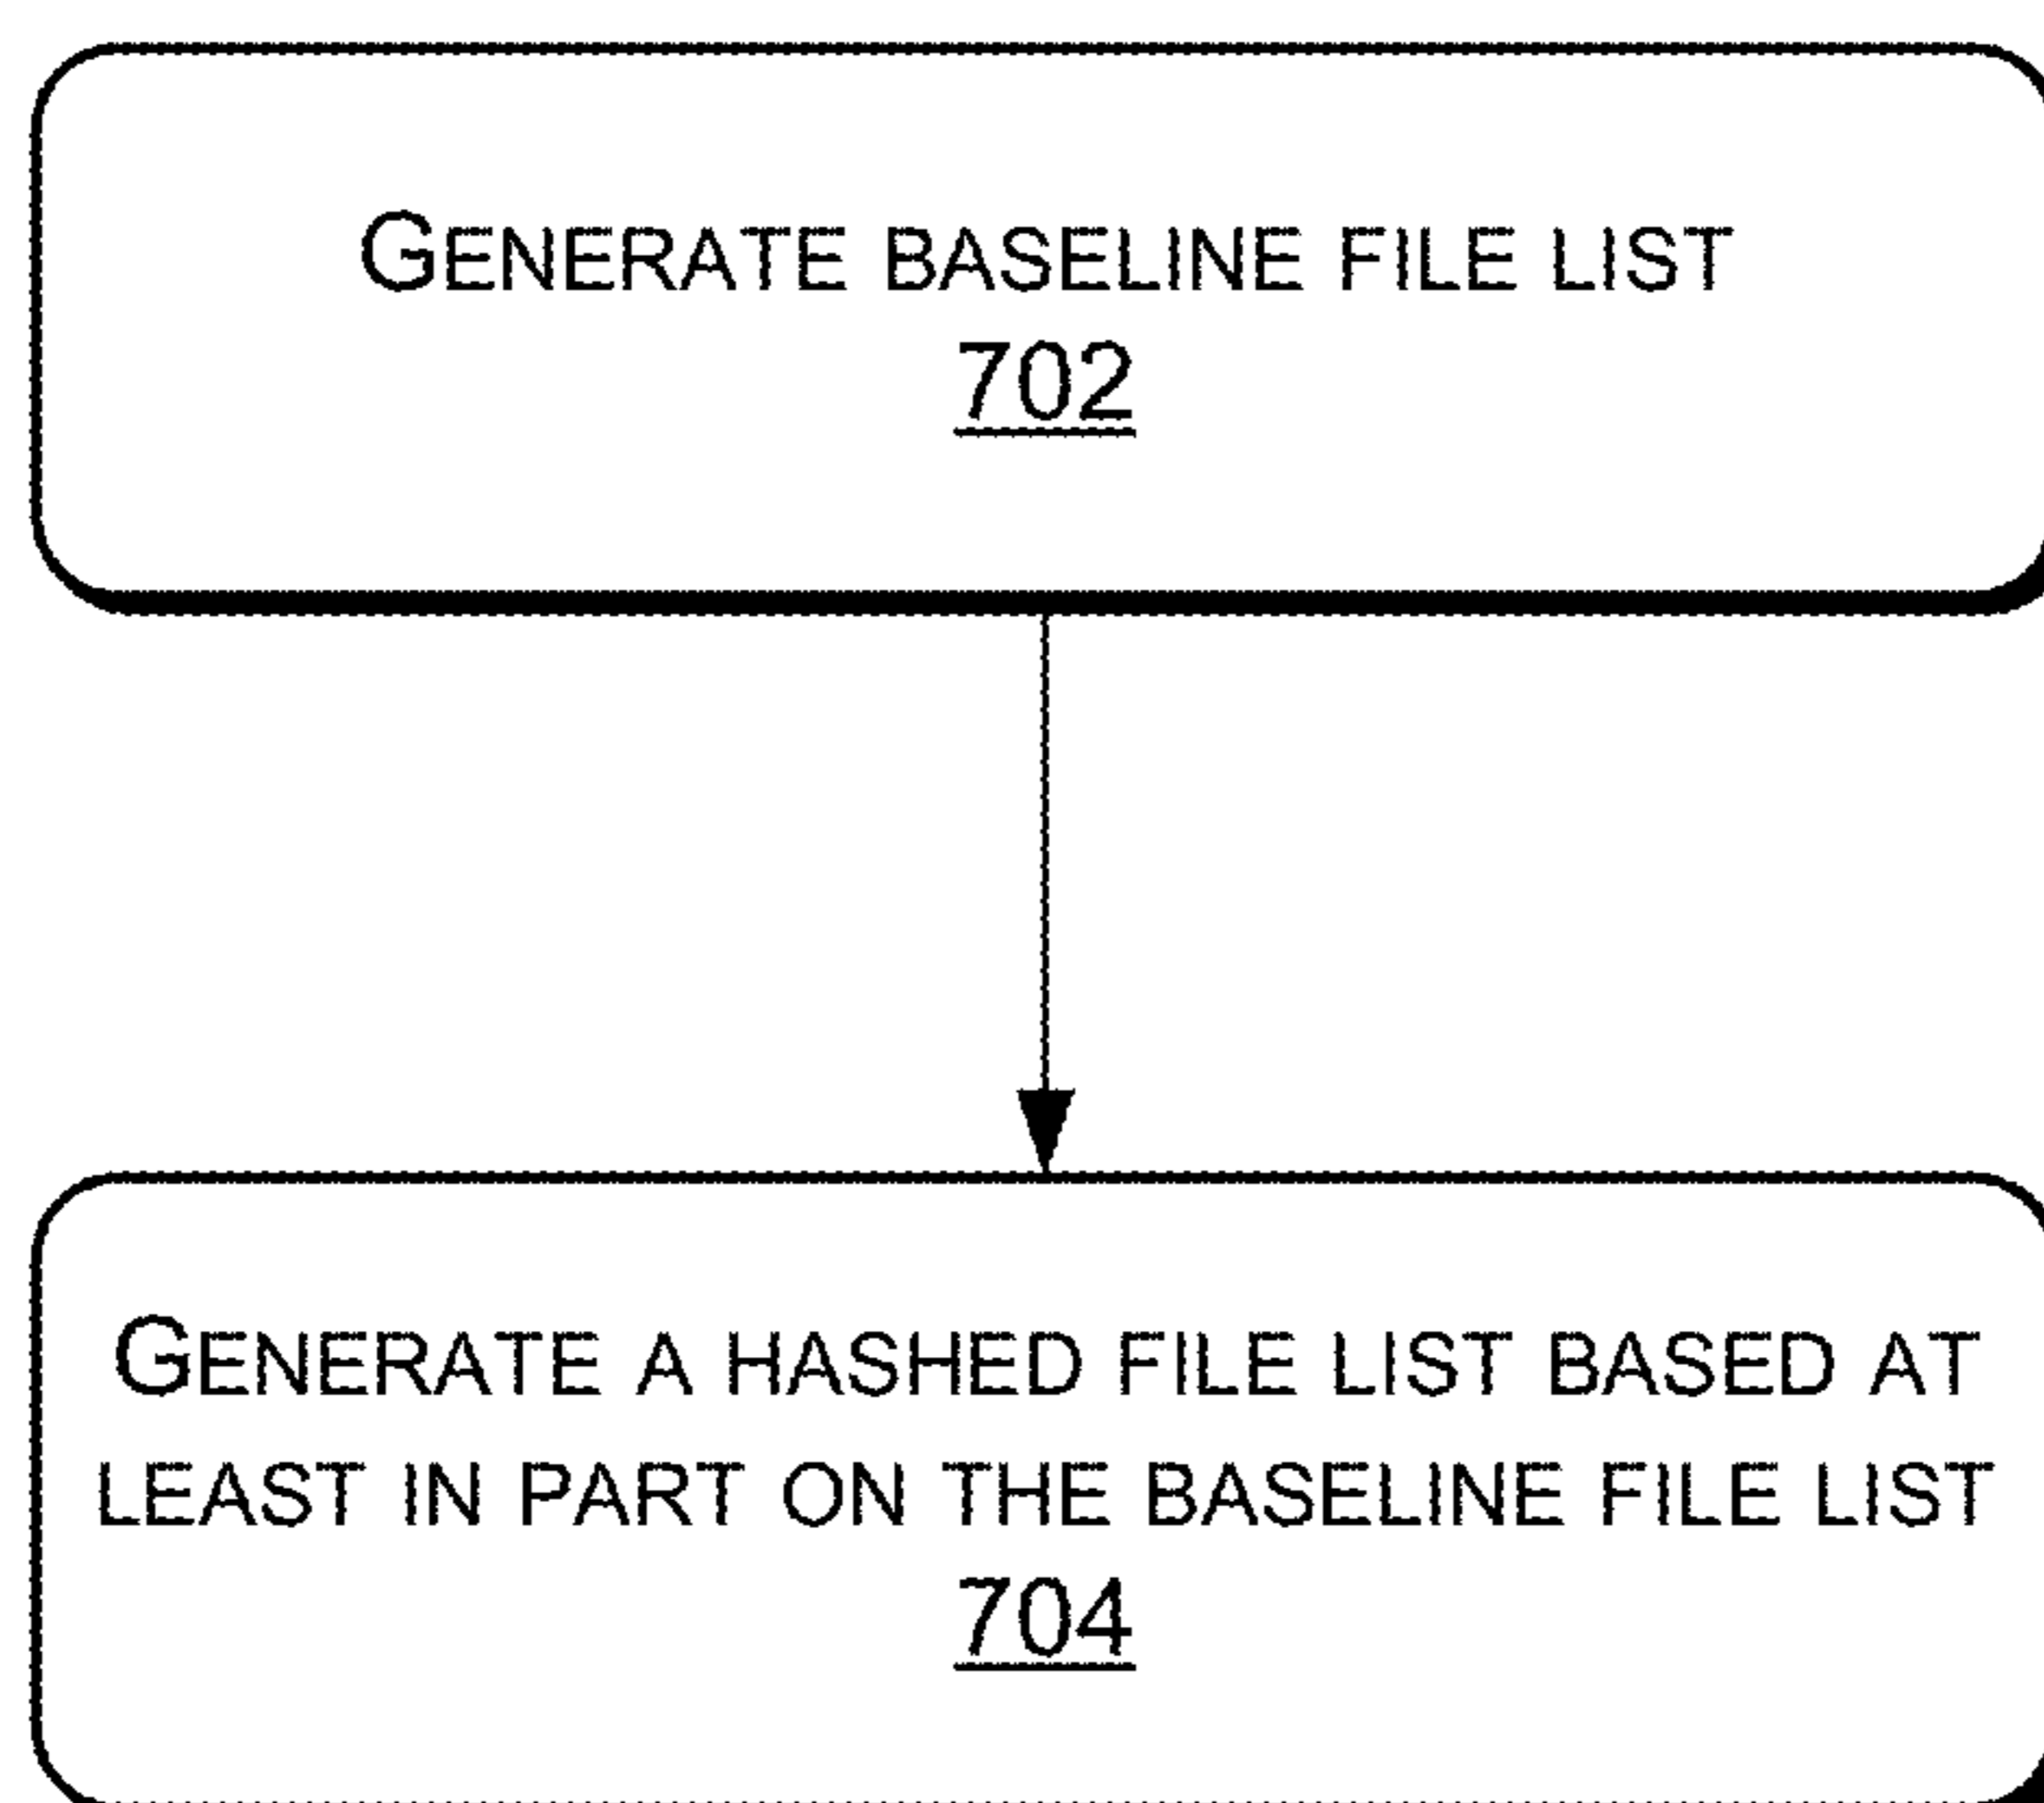 GENERATE BASELINE FILE LIST
702
GENERATE A HASHED FILE LIST BASED AT
LEAST IN PART ON THE BASELINE FILE LIST
704